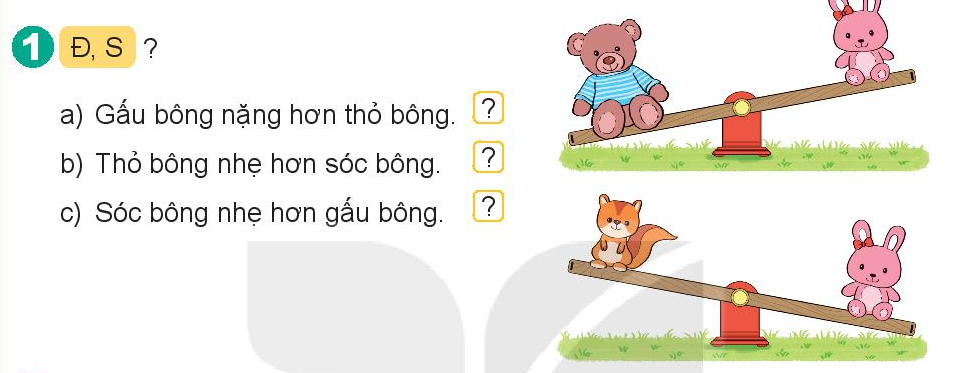 1 Đ, S ?
a) Gấu bông nặng hơn thỏ bông. ?
b) Thỏ bông nhẹ hơn sóc bông. ?
c) Sóc bông nhẹ hơn gấu bông. ?